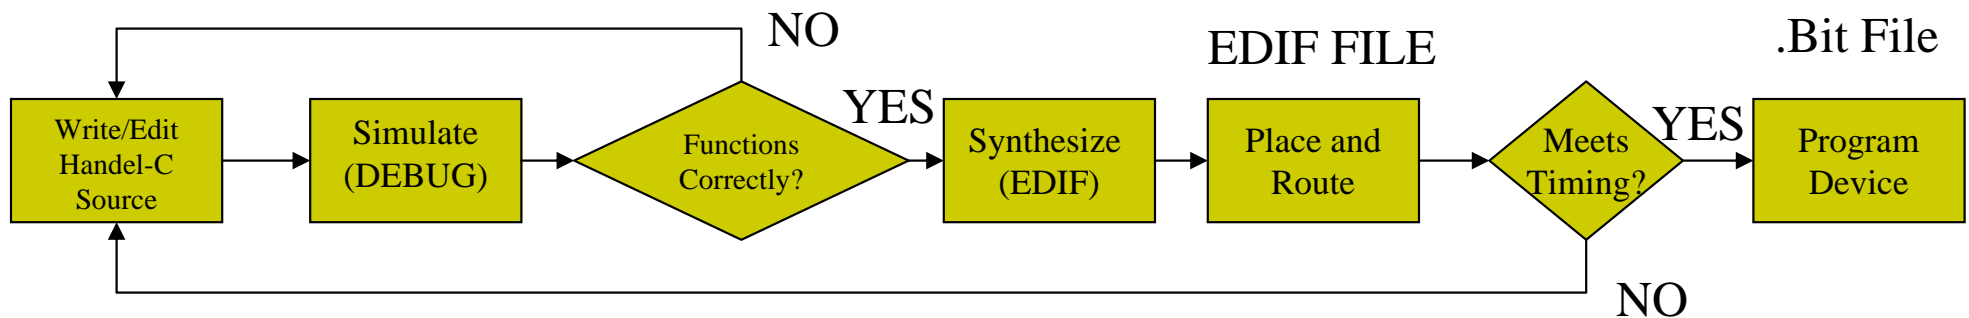 NO
EDIF FILE
.Bit File
Write/Edit
Handel-C
Source
Simulate
(DEBUG)
Functions
Correctly?
YES
Synthesize
(EDIF)
Place and
Route
Meets
Timing?
YES
Program
Device
NO